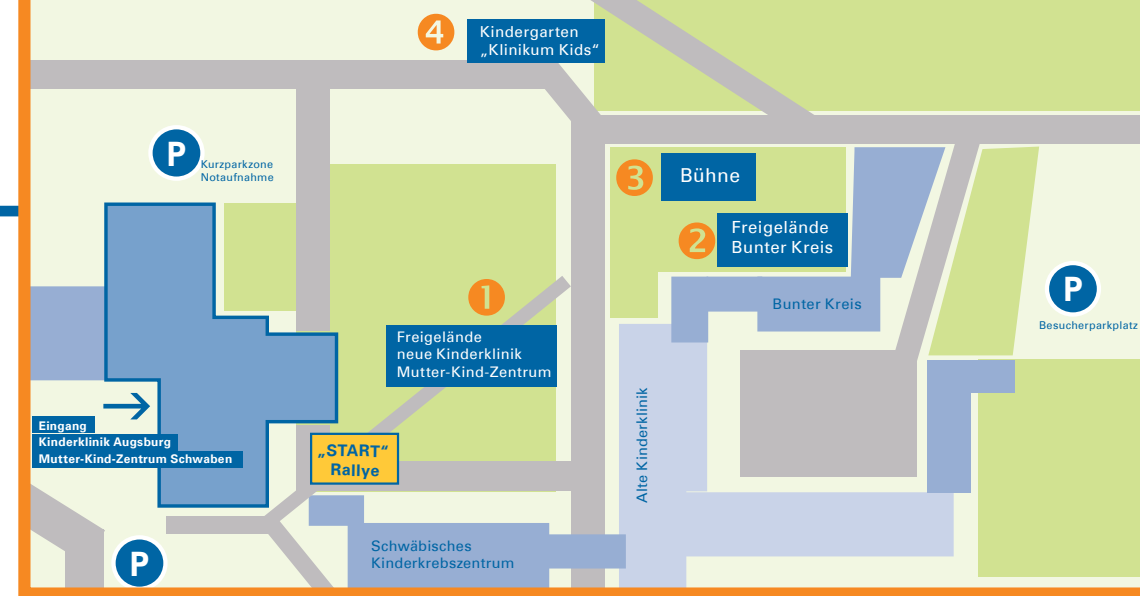 4
Kindergarten
„Klinikum Kids“
P
Kurzparkzone
Notaufnahme
3
Bühne
2
Freigelände
Bunter Kreis
1
Freigelände
neue Kinderklinik
Mutter-Kind-Zentrum
Bunter Kreis
P
Besucherparkplatz
Eingang
Kinderklinik Augsburg
Mutter-Kind-Zentrum Schwaben
„START“
Rallye
Alte Kinderklinik
P
Schwäbisches
Kinderkrebszentrum